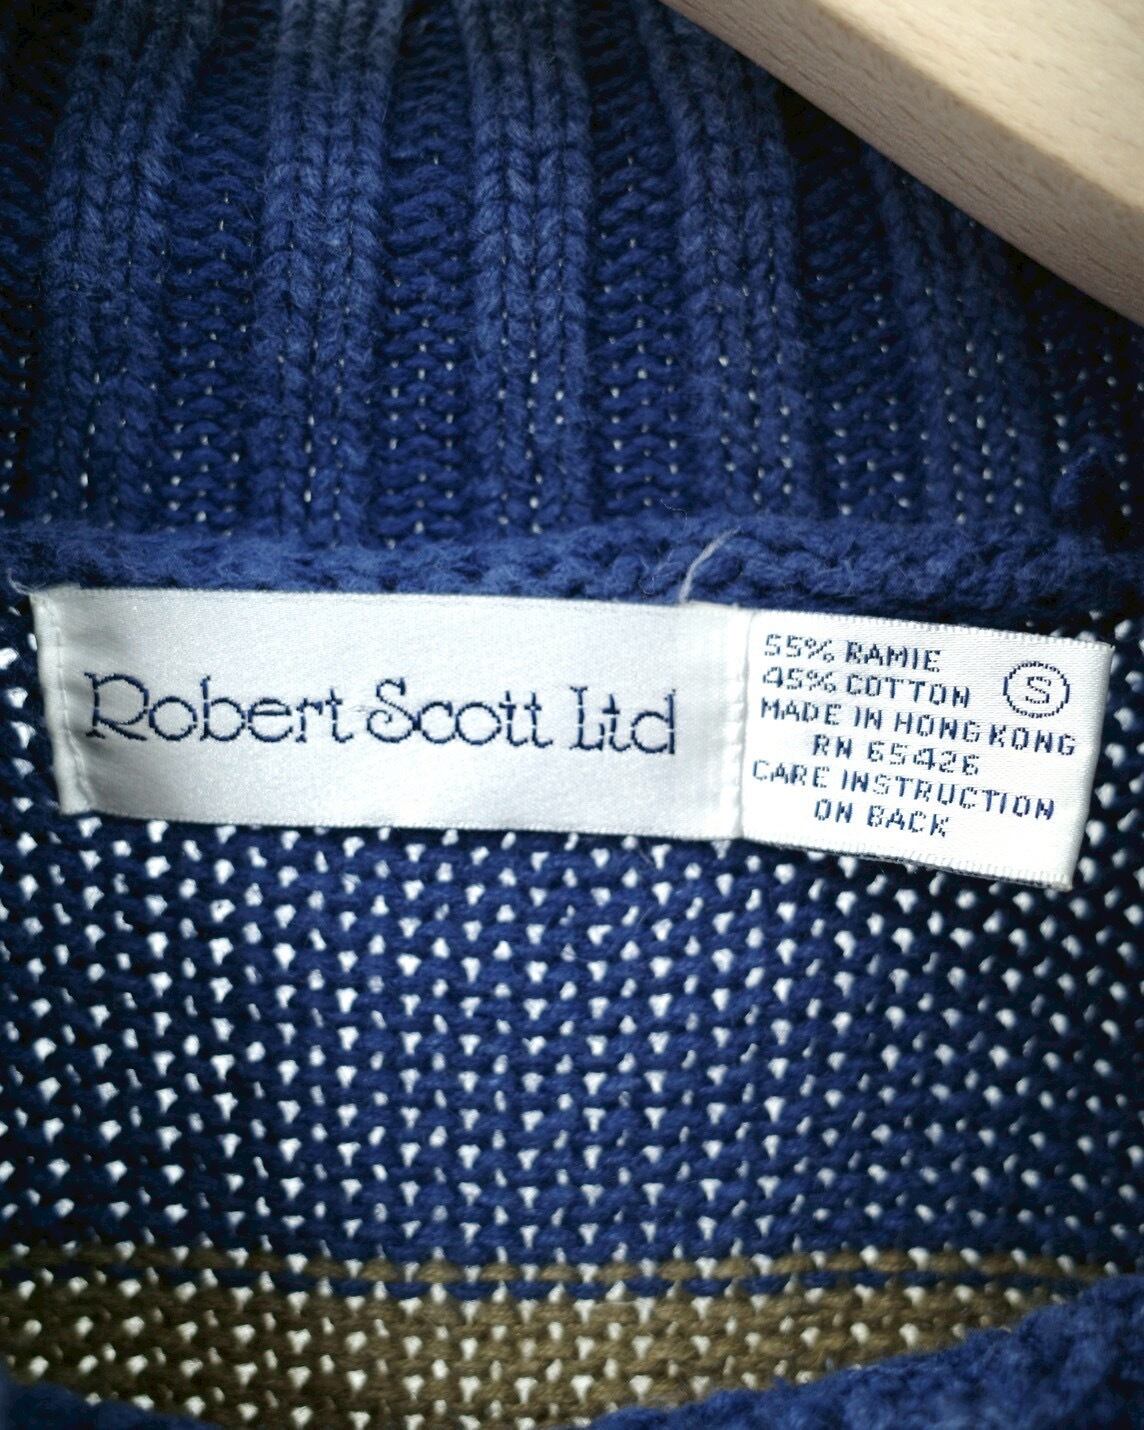 Robert Scott Ltd
55% RAMIE
45% COTTON
S
MADE IN HONG KONG
RN 65426
CARE INSTRUCTION
ON BACK